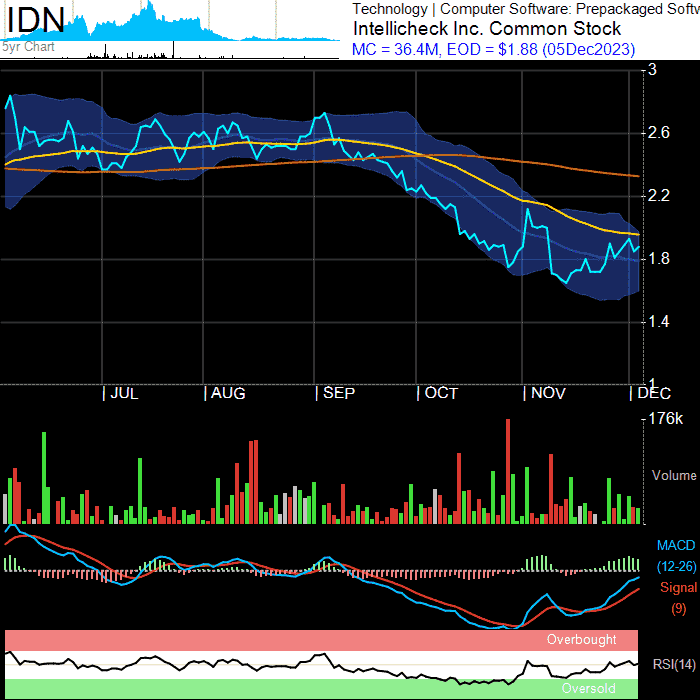 IDN
5yr Chart
Technology | Computer Software: Prepackaged Softw
Intellicheck Inc. Common Stock
MC = 36.4M, EOD = $1.88 (05Dec2023)
3
2.6
2.2
1.8
1.4
1
| JUL | AUG | SEP | OCT | NOV | DEC
176k
Volume
MACD
(12-26)
Signal
(9)
Overbought
RSI(14)
Oversold